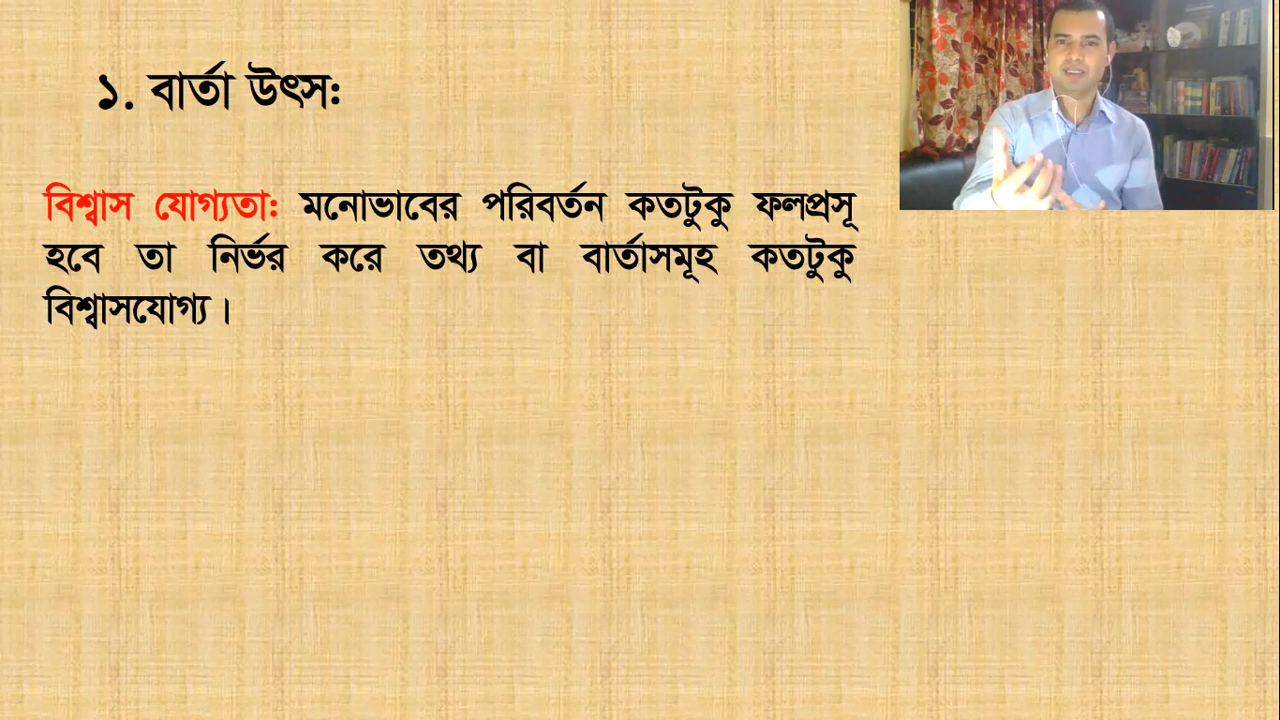 ১. বার্তা উৎস:
বিশ্বাস যোগ্যতা: মনোভাবের পরিবর্তন কতটুকু ফলপ্রসূ
হবে তা নির্ভর করে তথ্য বা বার্তাসমূহ কতটুকু
বিশ্বাসযোগ্য।